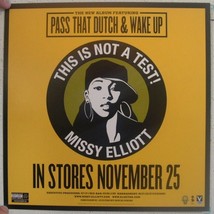 THE NEW ALBUM FEATURING
PASS THAT DUTCH & WAKE UP
THIS IS NOT A TEST!
MISSY ELLIOTT
IN STORES NOVEMBER 25